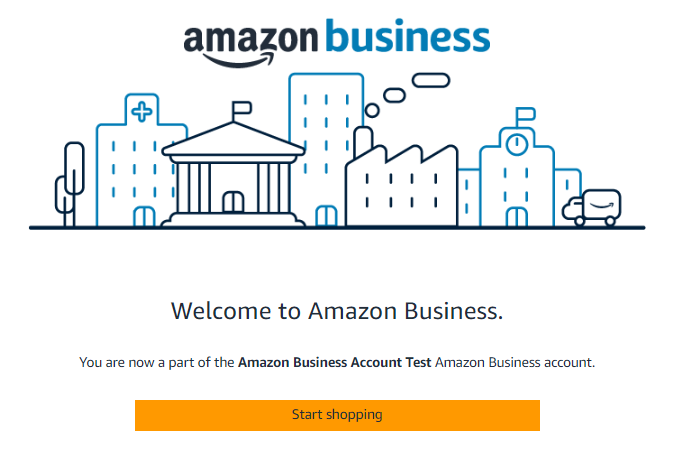 amazon business
Welcome to Amazon Business.
You are now a part of the Amazon Business Account Test Amazon Business account.
Start shopping